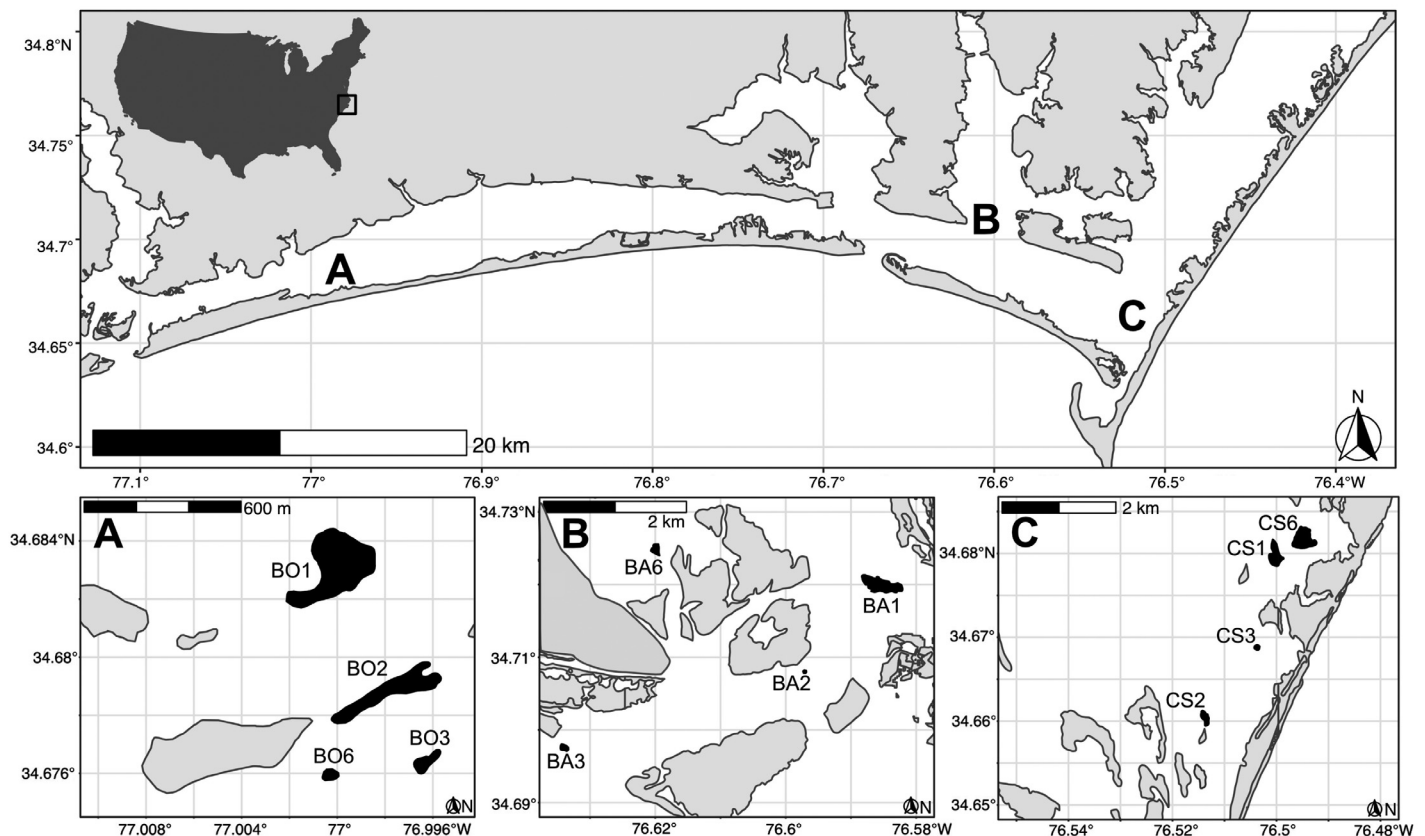 34.8°N
34.75°
34.7°
34.65°
34.6°
A
B
C
20 km
N
77.1°
77°
76.9°
76.8°
76.7°
76.6°
76.5°
76.4°W
A
600 m
34.684°N
34.68°
34.676°
BO1
BO2
BO3
BO6
N
77.008°
77.004°
77°
76.996°W
B
2 km
34.73°N
34.71°
34.69°
BA6
BA1
BA2
BA3
N
76.62°
76.6°
76.58°W
C
2 km
34.68°N
34.67°
34.66°
34.65°
CS6
CS1
CS3
CS2
N
76.54°
76.52°
76.5°
76.48°W